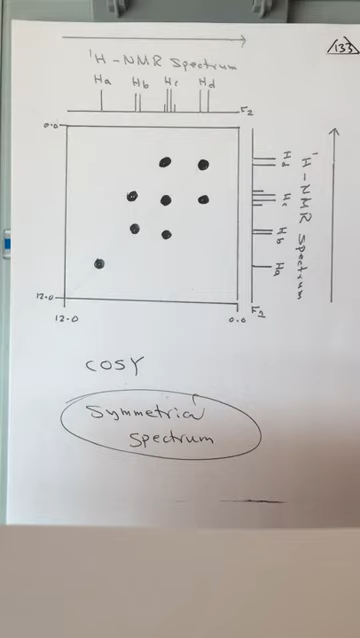 133
¹H-NMR Spectrum
Ha Hb Hc Hd
F2
0.0
Hd
Hc
Hb
Ha
¹H-NMR Spectrum
F1
12.0
12.0 0.0
COSY
Symmetrical
Spectrum